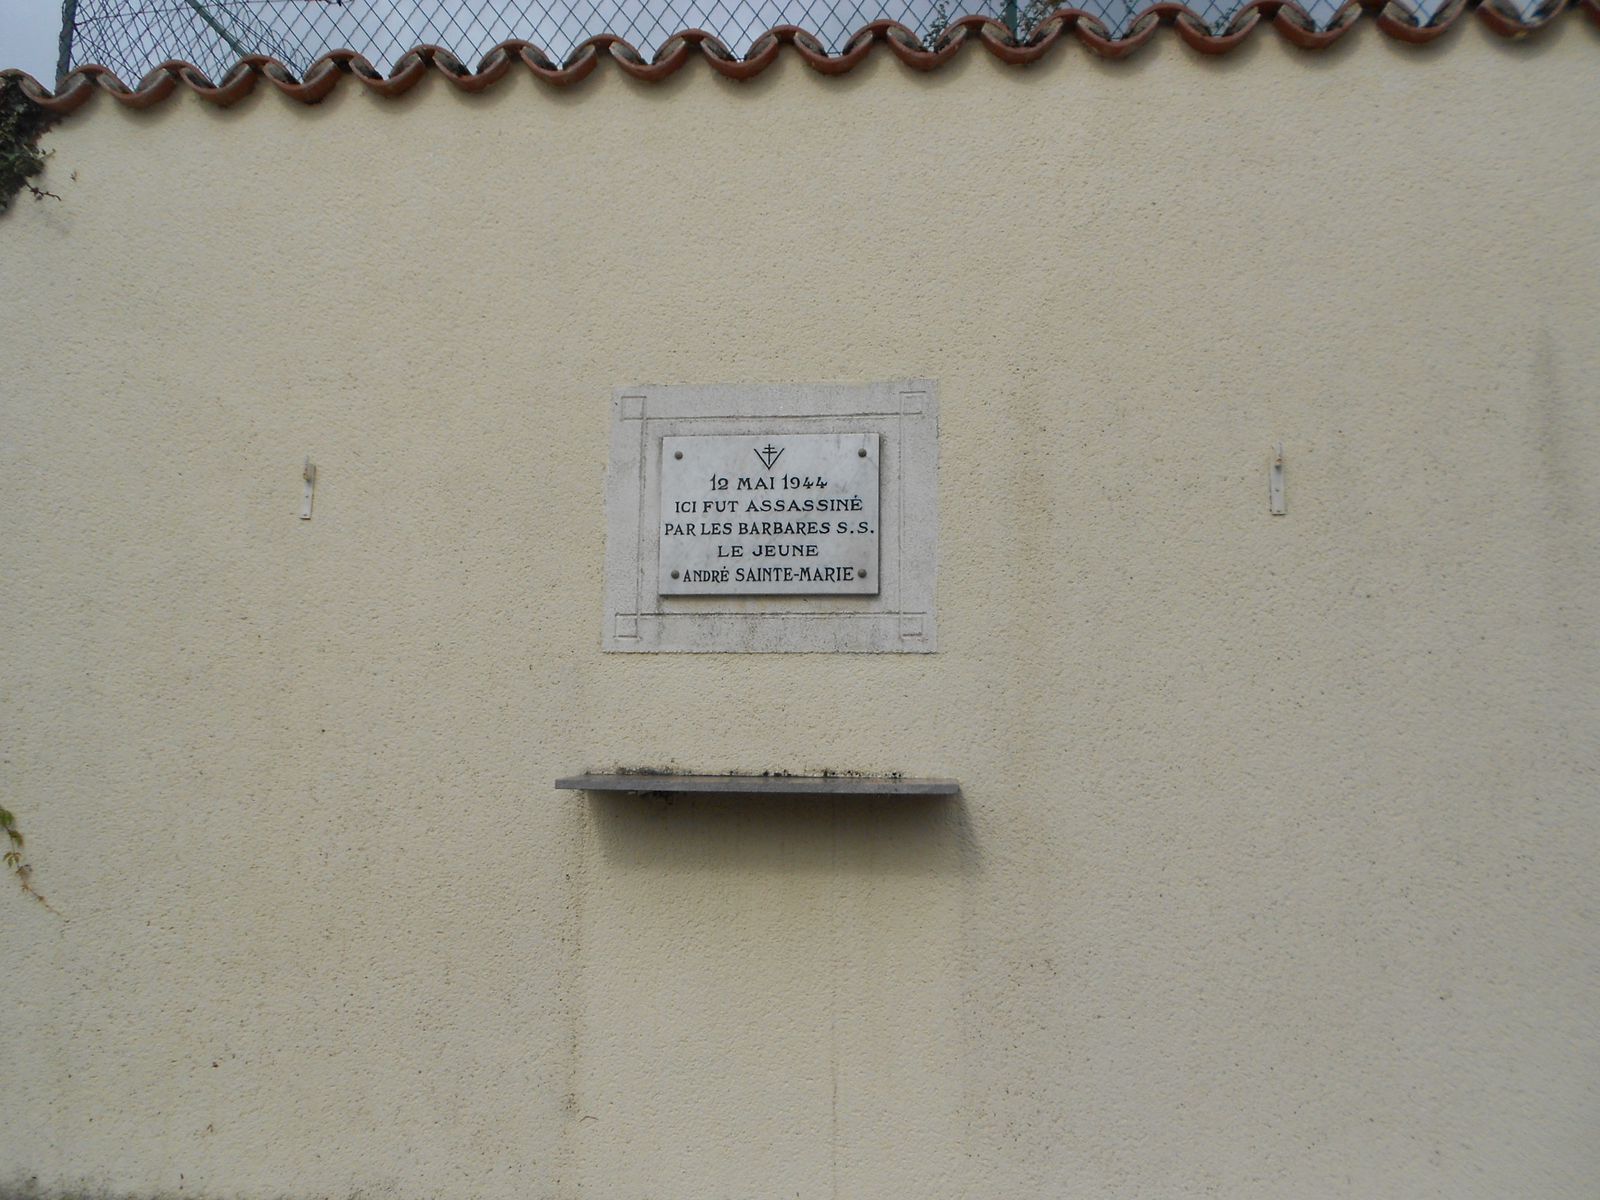 12 MAI 1944
ICI FUT ASSASSINÉ
PAR LES BARBARES S.S.
LE JEUNE
ANDRÉ SAINTE-MARIE